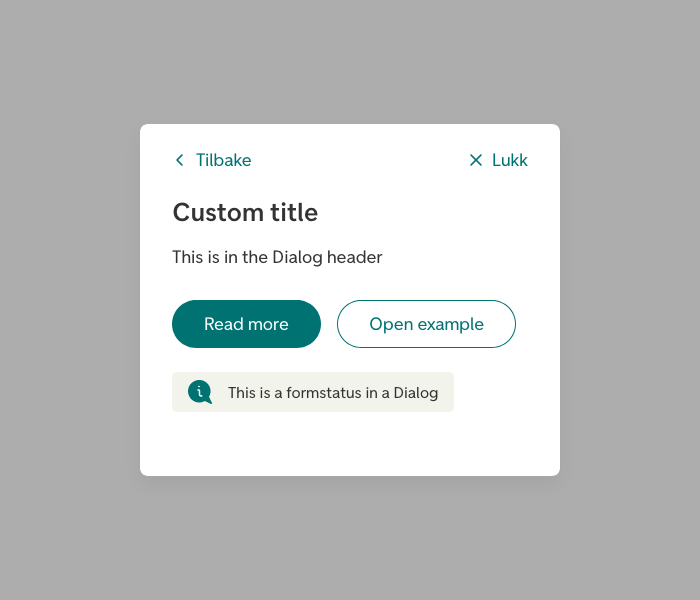 Tilbake
Lukk
Custom title
This is in the Dialog header
Read more
Open example
This is a formstatus in a Dialog